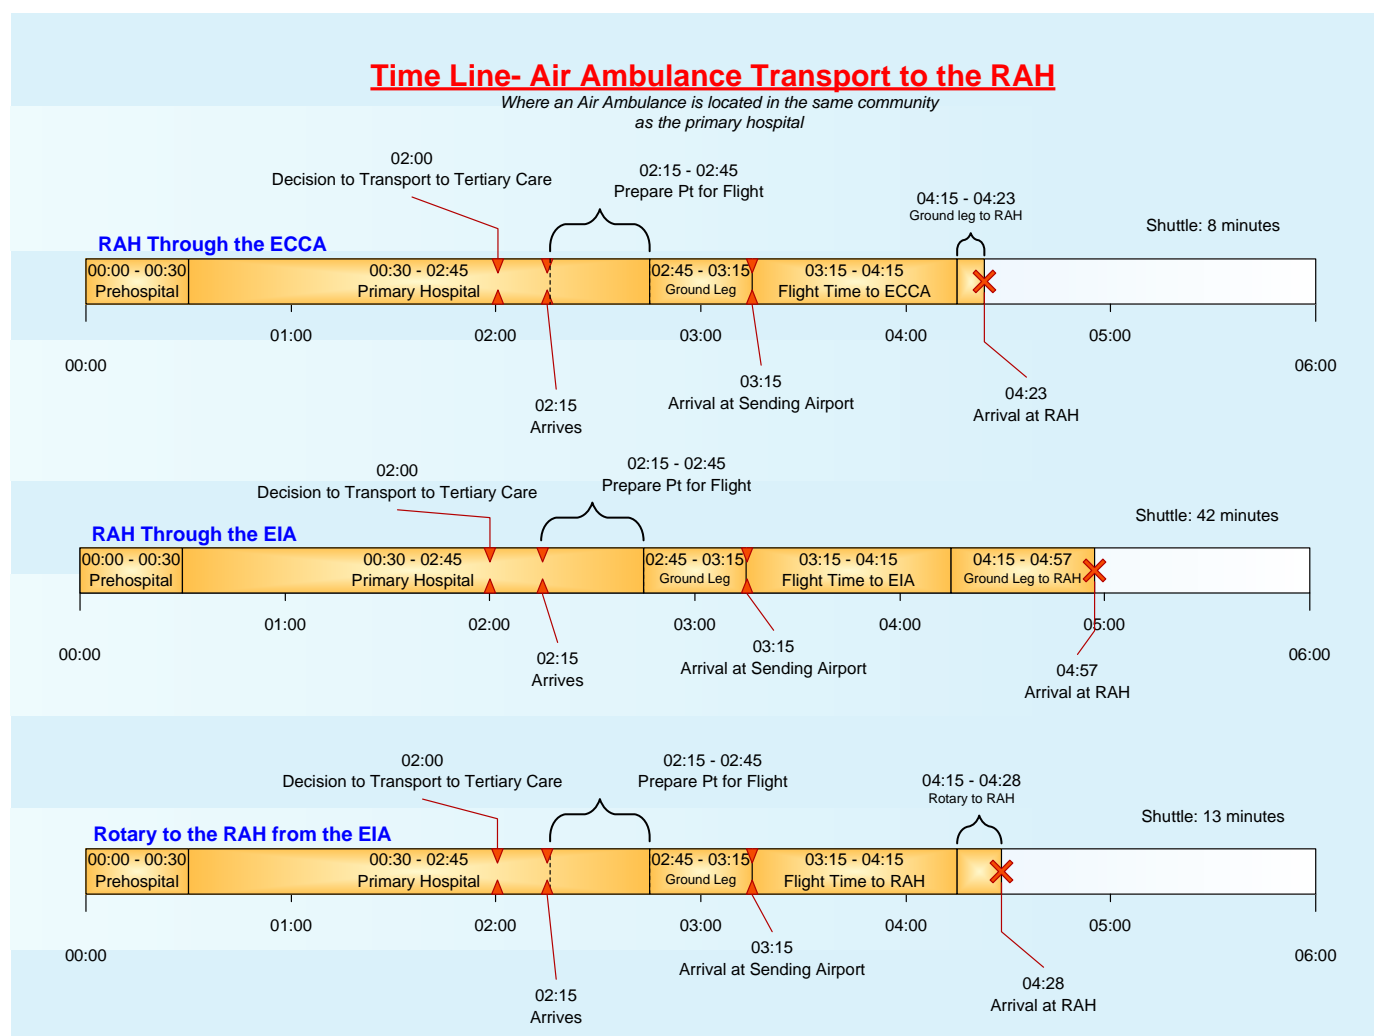 Time Line- Air Ambulance Transport to the RAH
Where an Air Ambulance is located in the same community
as the primary hospital
02:00
Decision to Transport to Tertiary Care
02:15 - 02:45
Prepare Pt for Flight
04:15 - 04:23
Ground leg to RAH
Shuttle: 8 minutes
RAH Through the ECCA
00:00 - 00:30
Prehospital
00:30 - 02:45
Primary Hospital
02:45 - 03:15
Ground Leg
03:15 - 04:15
Flight Time to ECCA
01:00
02:00
03:00
04:00
05:00
00:00
06:00
02:15
Arrives
03:15
Arrival at Sending Airport
04:23
Arrival at RAH
02:00
Decision to Transport to Tertiary Care
02:15 - 02:45
Prepare Pt for Flight
Shuttle: 42 minutes
RAH Through the EIA
00:00 - 00:30
Prehospital
00:30 - 02:45
Primary Hospital
02:45 - 03:15
Ground Leg
03:15 - 04:15
Flight Time to EIA
04:15 - 04:57
Ground Leg to RAH
01:00
02:00
03:00
04:00
05:00
00:00
06:00
02:15
Arrives
03:15
Arrival at Sending Airport
04:57
Arrival at RAH
02:00
Decision to Transport to Tertiary Care
02:15 - 02:45
Prepare Pt for Flight
04:15 - 04:28
Rotary to RAH
Shuttle: 13 minutes
Rotary to the RAH from the EIA
00:00 - 00:30
Prehospital
00:30 - 02:45
Primary Hospital
02:45 - 03:15
Ground Leg
03:15 - 04:15
Flight Time to RAH
01:00
02:00
03:00
04:00
05:00
00:00
06:00
02:15
Arrives
03:15
Arrival at Sending Airport
04:28
Arrival at RAH